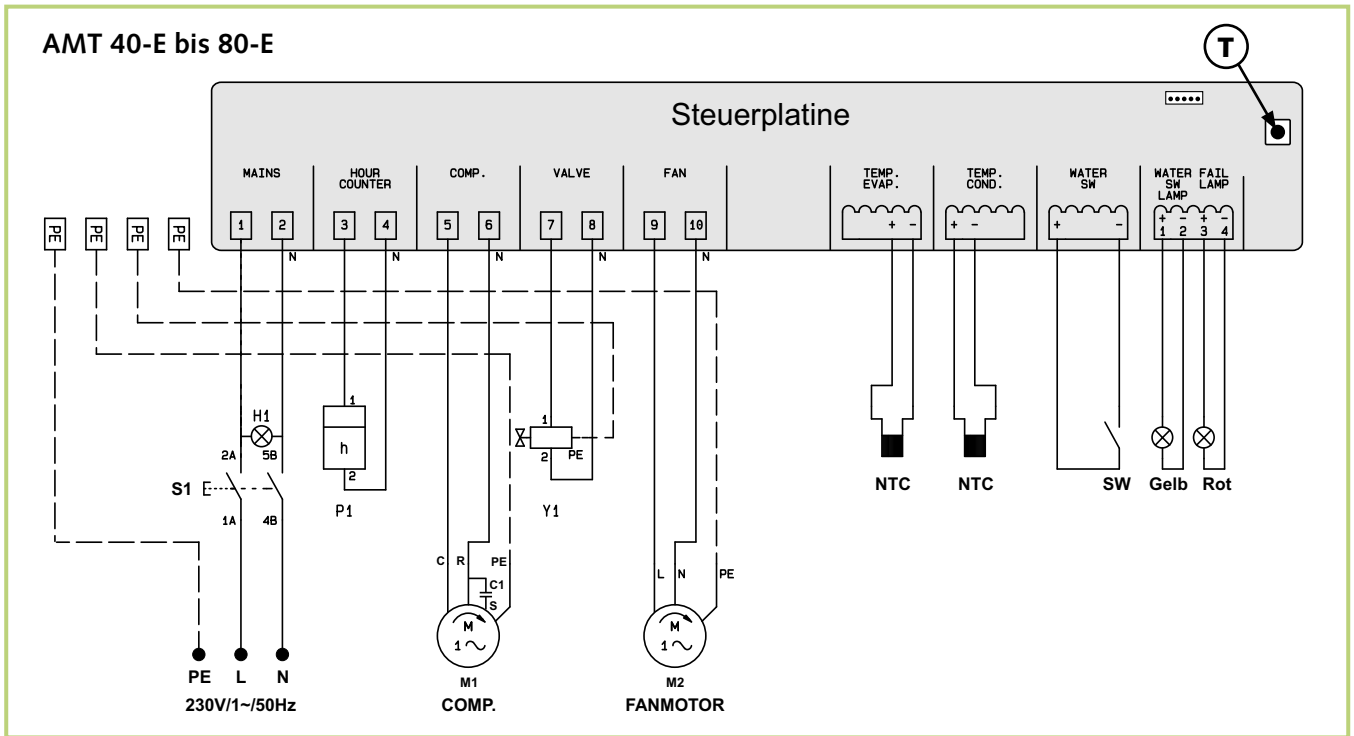 AMT 40-E bis 80-E
T
Steuerplatine
MAINS
HOUR
COUNTER
COMP.
VALVE
FAN
TEMP.
EVAP.
TEMP.
COND.
WATER
SW
WATER
SW
LAMP
FAIL
LAMP
PE PE PE PE
1 2 3 4 5 6 7 8 9 10
+ -
+ -
+ -
+ - + -
1 2 3 4
N N N N N
H1
2A 5B
S1
1A 4B
1
h
2
P1
1
2 PE
Y1
NTC NTC SW Gelb Rot
C R PE
C1
S
M
1~
M1
COMP.
L N PE
M
1~
M2
FANMOTOR
PE L N
230V/1~/50Hz